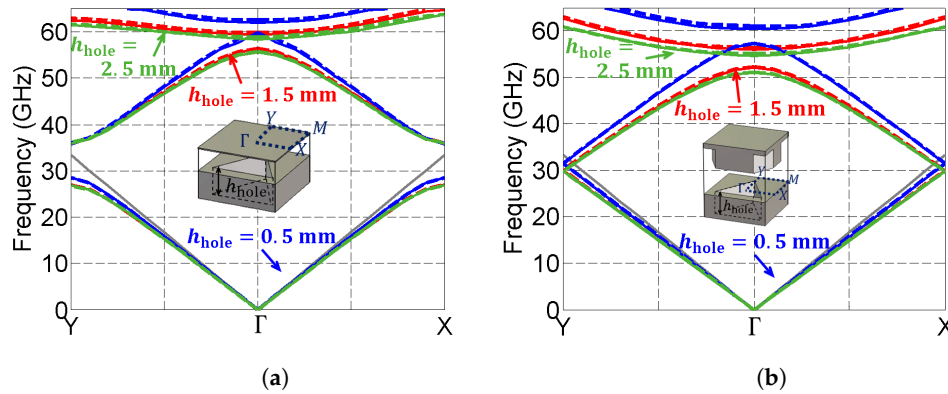 60
50
40
30
20
10
0
Frequency (GHz)
h_hole =
2.5 mm
h_hole = 1.5 mm
Y
M
Γ
X
h_hole
h_hole = 0.5 mm
Y
Γ
X
(a)
60
50
40
30
20
10
0
Frequency (GHz)
h_hole =
2.5 mm
h_hole = 1.5 mm
Y
M
Γ
X
h_hole
h_hole = 0.5 mm
Y
Γ
X
(b)